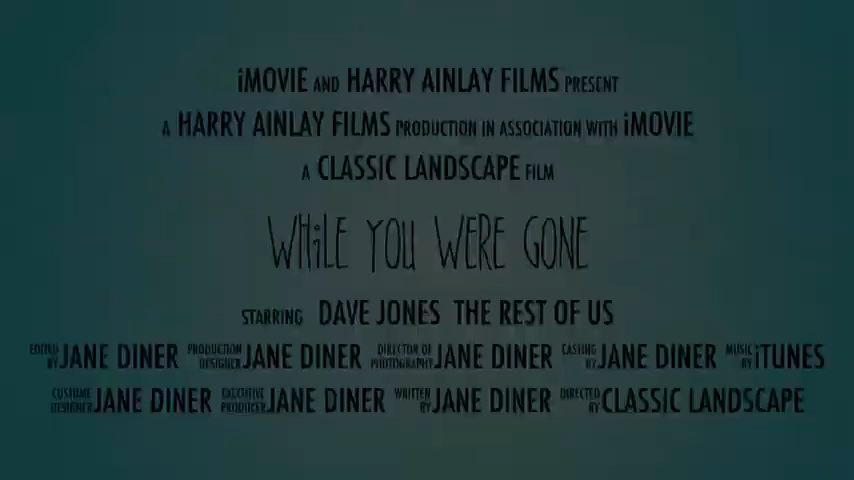 iMOVIE AND HARRY AINLAY FILMS PRESENT
A HARRY AINLAY FILMS PRODUCTION IN ASSOCIATION WITH iMOVIE
A CLASSIC LANDSCAPE FILM
WHiLE YOU WERE GONE
STARRING DAVE JONES THE REST OF US
EDITED BY JANE DINER PRODUCTION DESIGNER JANE DINER DIRECTOR OF PHOTOGRAPHY JANE DINER CASTING BY JANE DINER MUSIC BY iTUNES
COSTUME DESIGNER JANE DINER EXECUTIVE PRODUCER JANE DINER WRITTEN BY JANE DINER DIRECTED BY CLASSIC LANDSCAPE